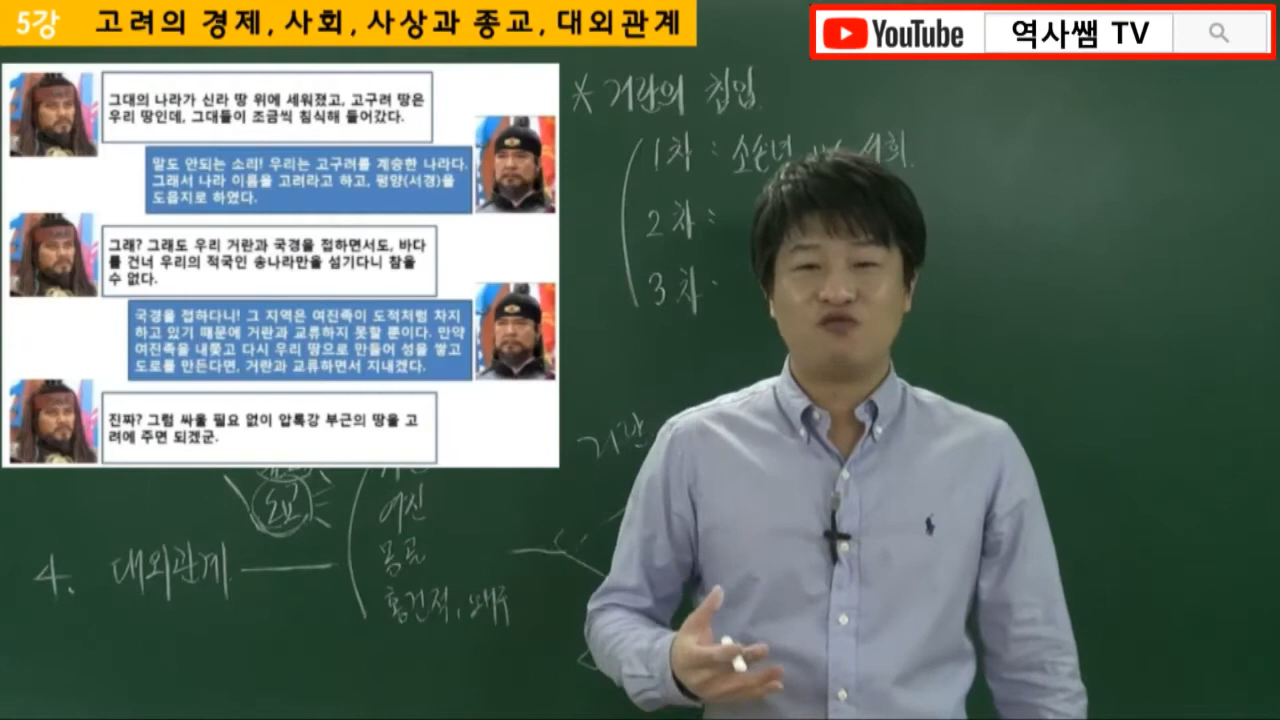 5강 고려의 경제, 사회, 사상과 종교, 대외관계
YouTube 역사쌤 TV
그대의 나라가 신라 땅 위에 세워졌고, 고구려 땅은
우리 땅인데, 그대들이 조금씩 침식해 들어갔다.
말도 안되는 소리! 우리는 고구려를 계승한 나라다.
그래서 나라 이름을 고려라고 하고, 평양(서경)을
도읍지로 하였다.
그래? 그래도 우리 거란과 국경을 접하면서도, 바다
를 건너 우리의 적국인 송나라만을 섬기다니 참을
수 없다.
국경을 접하다니! 그 지역은 여진족이 도적처럼 차지
하고 있기 때문에 거란과 교류하지 못할 뿐이다. 만약
여진족을 내쫓고 다시 우리 땅으로 만들어 성을 쌓고
도로를 만든다면, 거란과 교류하면서 지내겠다.
진짜? 그럼 싸울 필요 없이 압록강 부근의 땅을 고
려에 주면 되겠군.
* 거란의 침입
1차 : 소손녕 서희
2차 :
3차
거란
여진
몽골
홍건적, 왜구
4. 대외관계